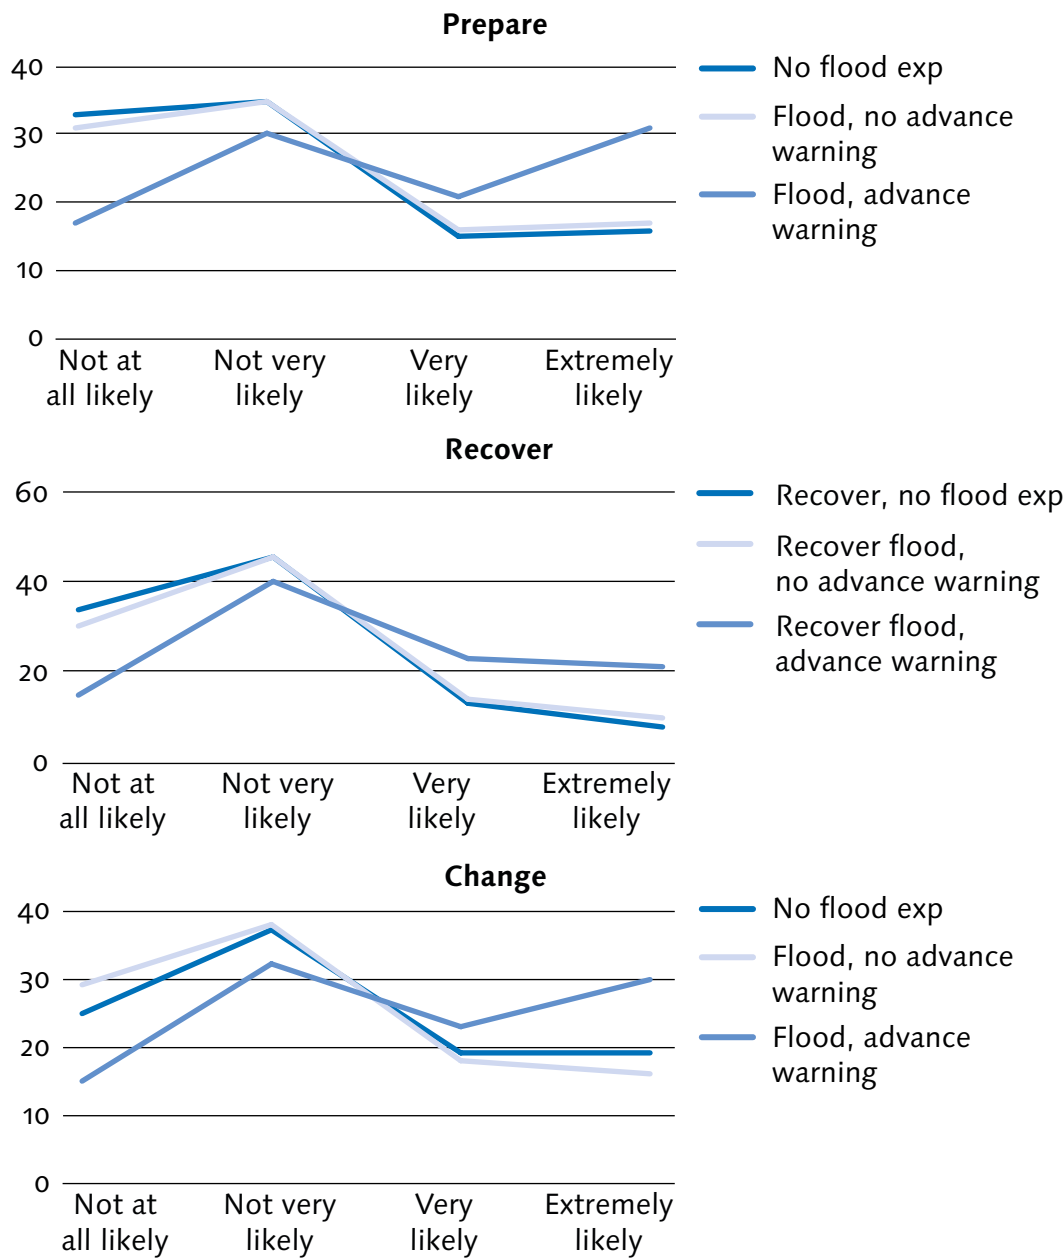 Prepare
40
30
20
10
0
Not at
all likely
Not very
likely
Very
likely
Extremely
likely
No flood exp
Flood, no advance
warning
Flood, advance
warning
Recover
60
40
20
0
Not at
all likely
Not very
likely
Very
likely
Extremely
likely
Recover, no flood exp
Recover flood,
no advance warning
Recover flood,
advance warning
Change
40
30
20
10
0
Not at
all likely
Not very
likely
Very
likely
Extremely
likely
No flood exp
Flood, no advance
warning
Flood, advance
warning